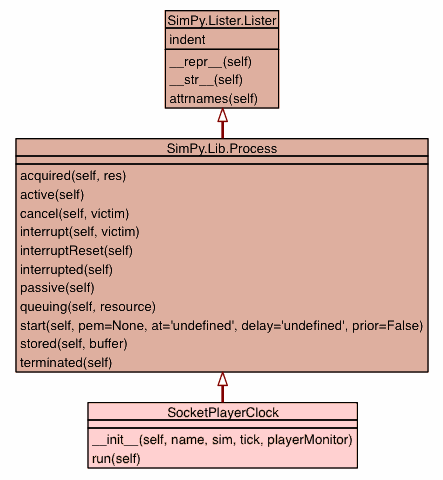 SimPy.Lister.Lister
indent
__repr__(self)
__str__(self)
attrnames(self)
SimPy.Lib.Process
acquired(self, res)
active(self)
cancel(self, victim)
interrupt(self, victim)
interruptReset(self)
interrupted(self)
passive(self)
queuing(self, resource)
start(self, pem=None, at='undefined', delay='undefined', prior=False)
stored(self, buffer)
terminated(self)
SocketPlayerClock
__init__(self, name, sim, tick, playerMonitor)
run(self)